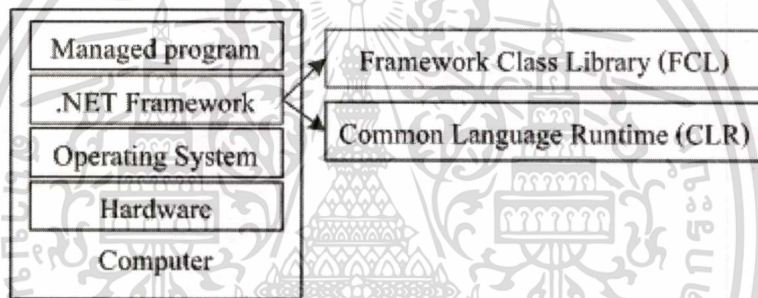 Managed program
.NET Framework
Operating System
Hardware
Computer
Framework Class Library (FCL)
Common Language Runtime (CLR)